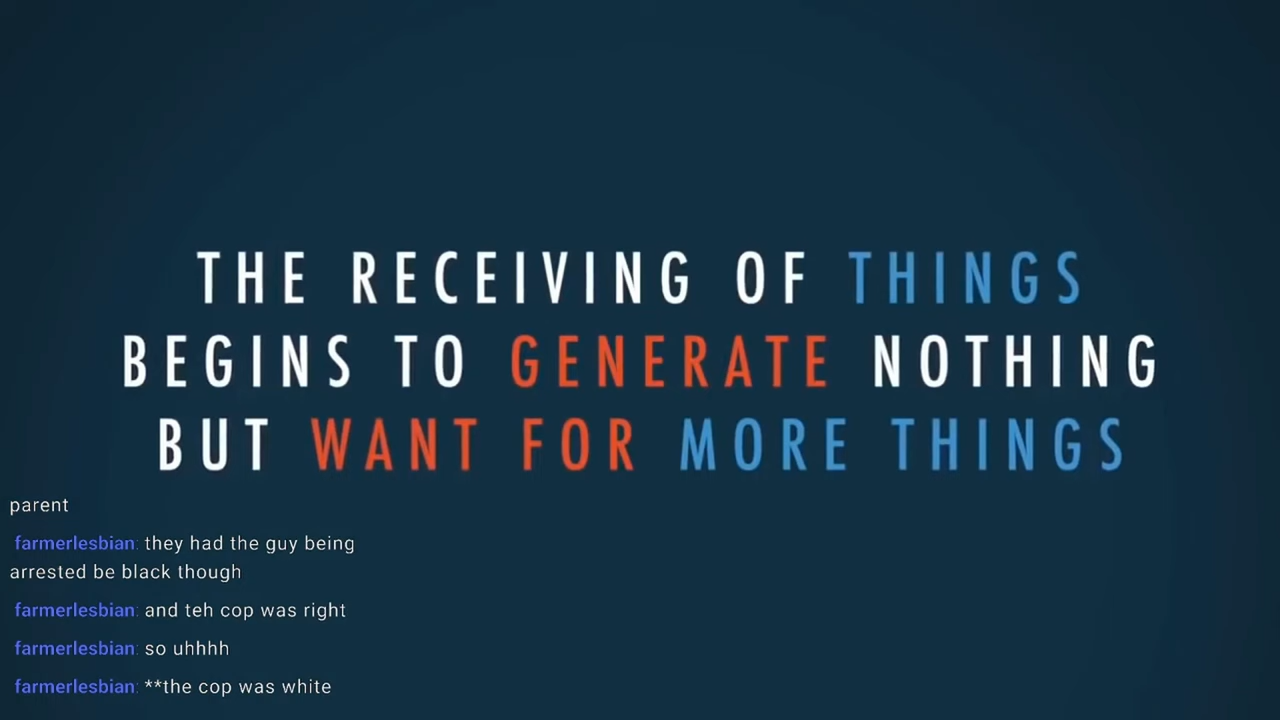 THE RECEIVING OF THINGS
BEGINS TO GENERATE NOTHING
BUT WANT FOR MORE THINGS
parent
farmerlesbian: they had the guy being
arrested be black though
farmerlesbian: and teh cop was right
farmerlesbian: so uhhhh
farmerlesbian: **the cop was white